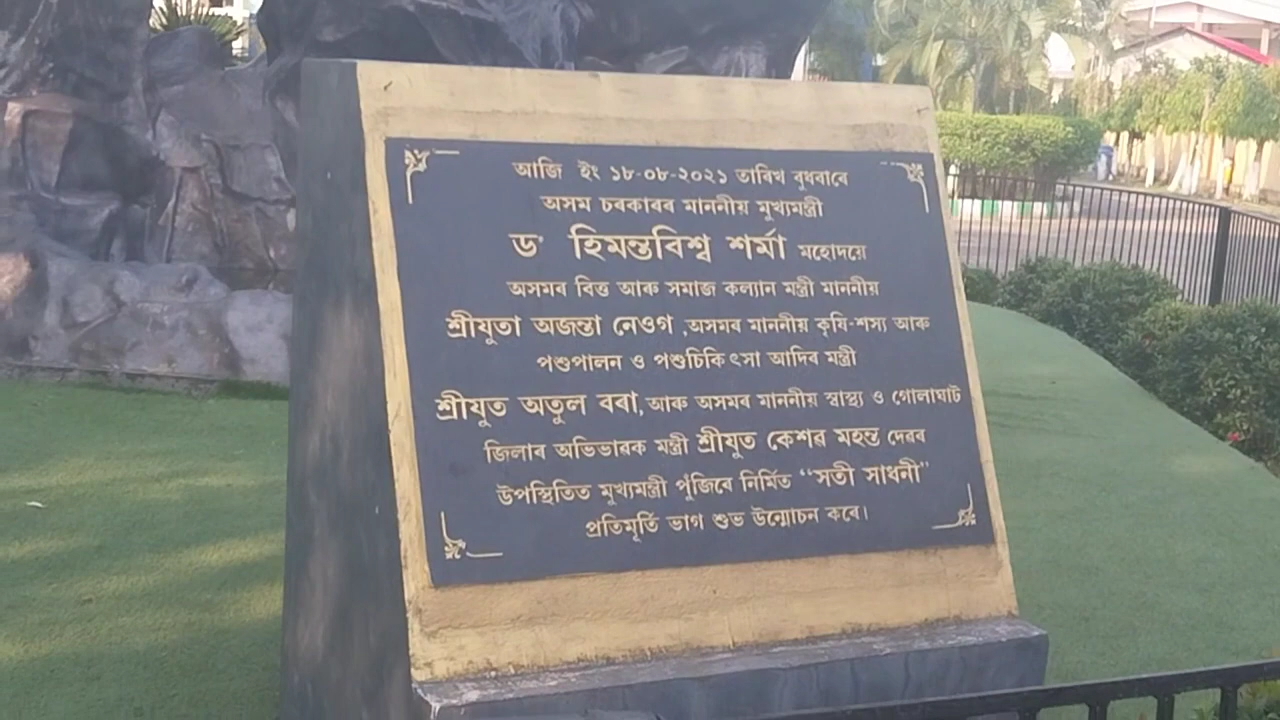 আজি ইং ১৮-০৮-২০২১ তাৰিখ বুধবাৰে
অসম চৰকাৰৰ মাননীয় মুখ্যমন্ত্ৰী
ড° হিমন্তবিশ্ব শৰ্মা মহোদয়ে
অসমৰ বিত্ত আৰু সমাজ কল্যান মন্ত্ৰী মাননীয়
শ্ৰীযুতা অজন্তা নেওগ ,অসমৰ মাননীয় কৃষি-শস্য আৰু
পশুপালন ও পশুচিকিৎসা আদিৰ মন্ত্ৰী
শ্ৰীযুত অতুল বৰা, আৰু অসমৰ মাননীয় স্বাস্থ্য ও গোলাঘাট
জিলাৰ অভিভাৱক মন্ত্ৰী শ্ৰীযুত কেশৱ মহন্ত দেৱৰ
উপস্থিতিত মুখ্যমন্ত্ৰী পুঁজিৰে নিৰ্মিত “সতী সাধনী”
প্ৰতিমূৰ্তি ভাগ শুভ উন্মোচন কৰে।